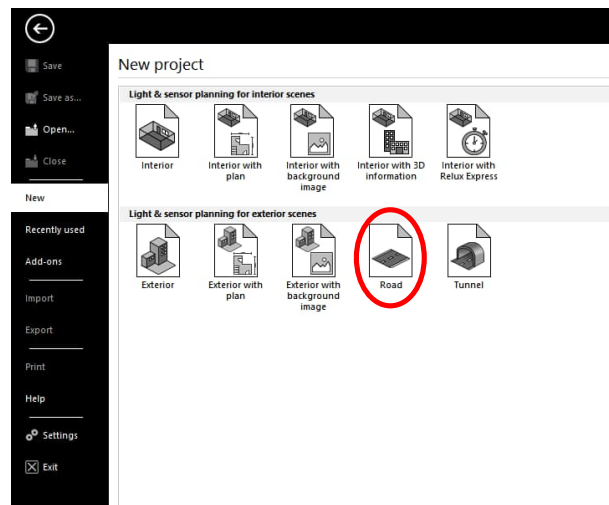 Save
Save as...
Open...
Close
New
Recently used
Add-ons
Import
Export
Print
Help
Settings
Exit
New project
Light & sensor planning for interior scenes
Interior
Interior with
plan
Interior with
background
image
Interior with 3D
information
Interior with
Relux Express
Light & sensor planning for exterior scenes
Exterior
Exterior with
plan
Exterior with
background
image
Road
Tunnel